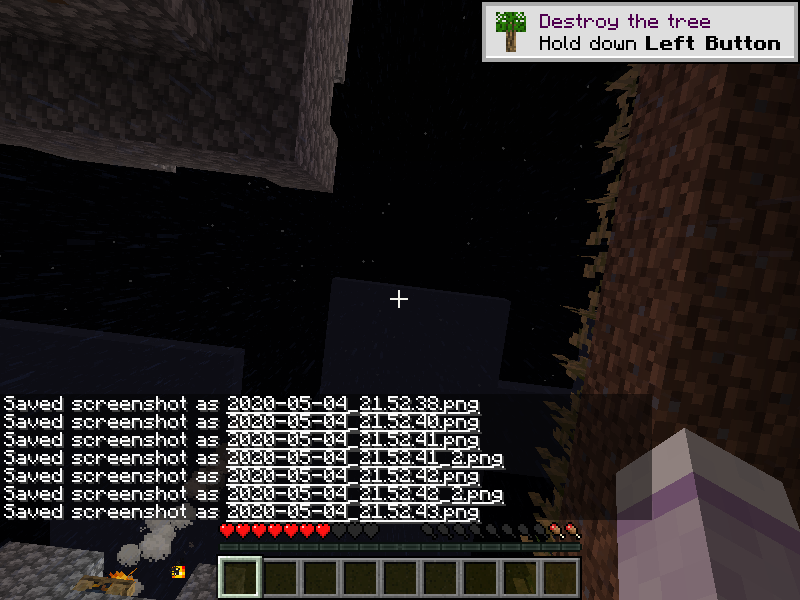 Destroy the tree
Hold down Left Button
Saved screenshot as 2020-05-04_21.52.38.png
Saved screenshot as 2020-05-04_21.52.40.png
Saved screenshot as 2020-05-04_21.52.41.png
Saved screenshot as 2020-05-04_21.52.41_2.png
Saved screenshot as 2020-05-04_21.52.42.png
Saved screenshot as 2020-05-04_21.52.42_2.png
Saved screenshot as 2020-05-04_21.52.43.png